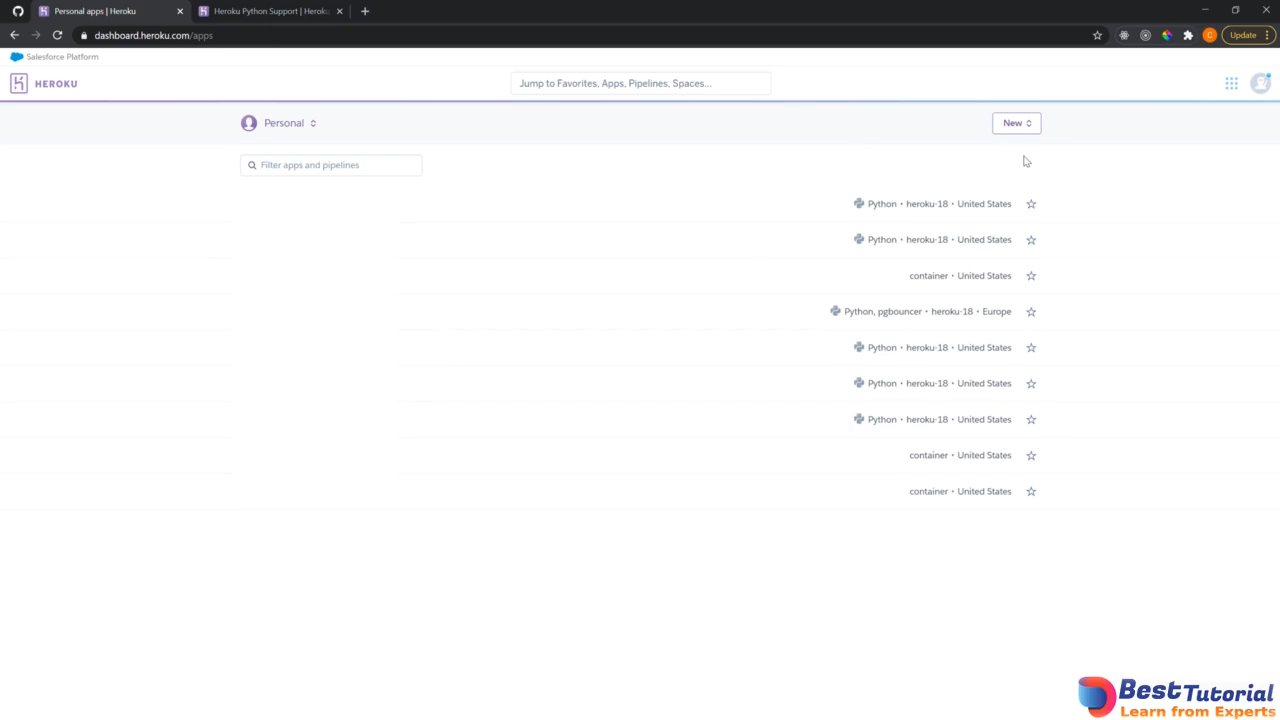 Personal apps | Heroku
Heroku Python Support | Heroku
dashboard.heroku.com/apps
Update
Salesforce Platform
HEROKU
Jump to Favorites, Apps, Pipelines, Spaces...
Personal
New
Filter apps and pipelines
Python • heroku-18 • United States
Python • heroku-18 • United States
container • United States
Python, pgbouncer • heroku-18 • Europe
Python • heroku-18 • United States
Python • heroku-18 • United States
Python • heroku-18 • United States
container • United States
container • United States
BestTutorial
Learn from Experts